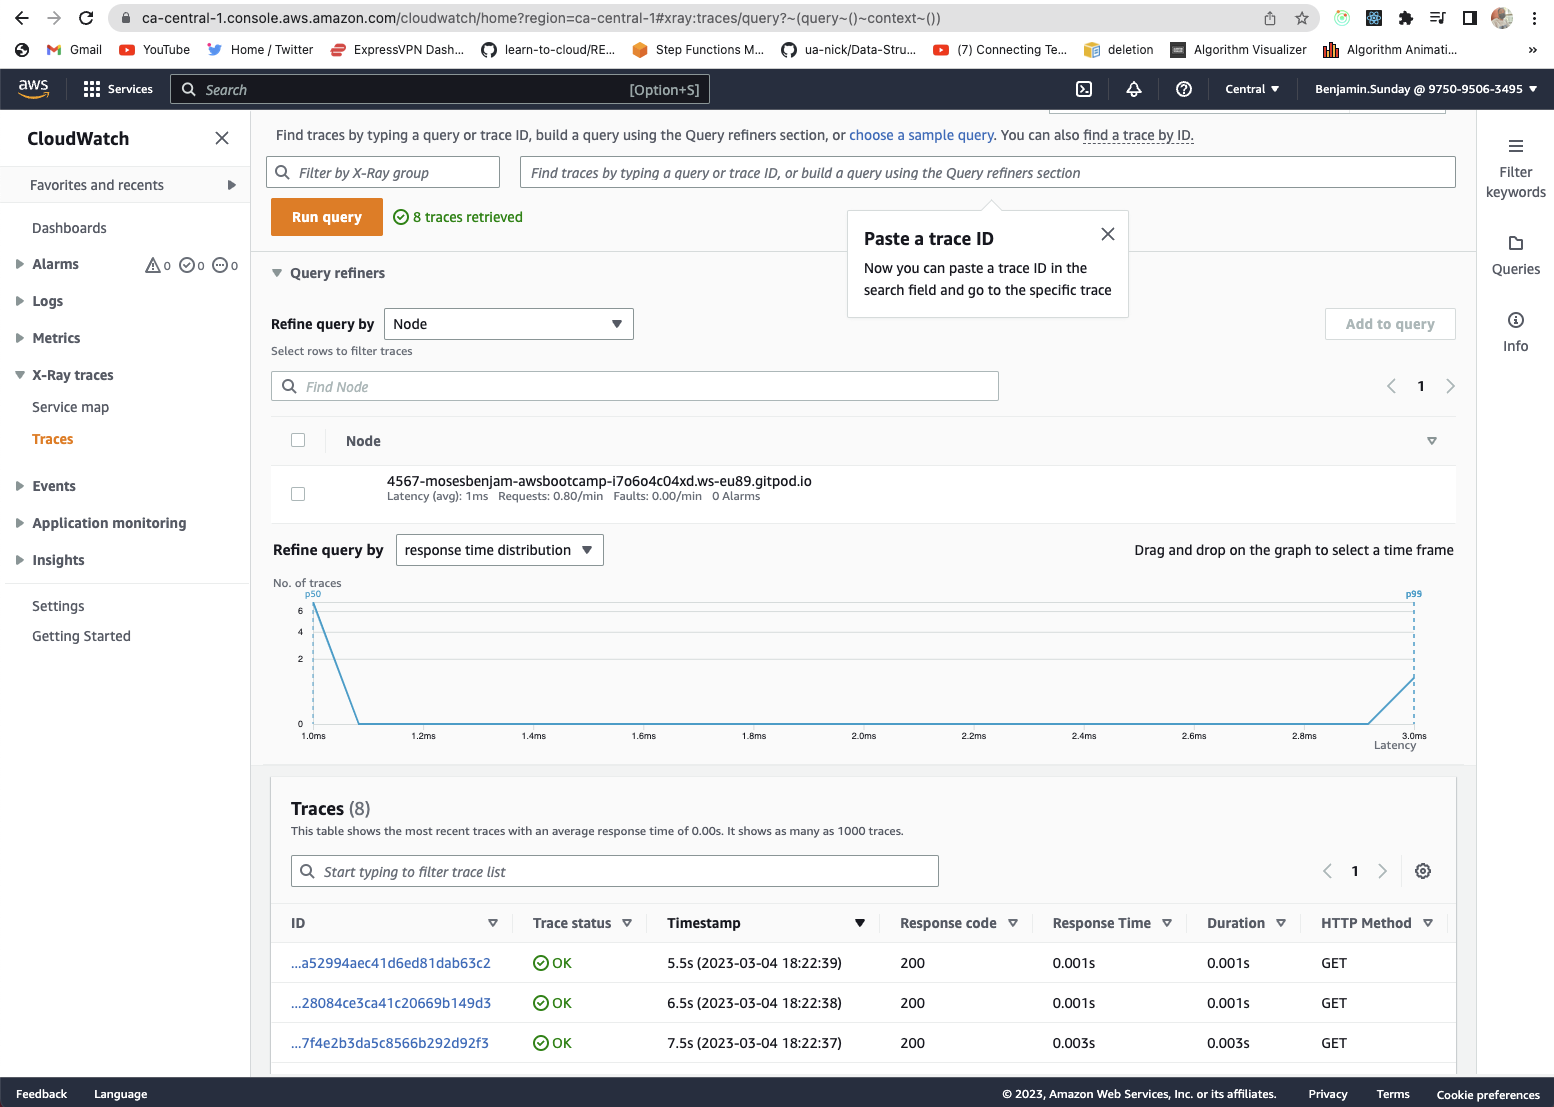 ca-central-1.console.aws.amazon.com/cloudwatch/home?region=ca-central-1#xray:traces/query?~(query~()~context~())
Gmail YouTube Home / Twitter ExpressVPN Dash... learn-to-cloud/RE... Step Functions M... ua-nick/Data-Stru... (7) Connecting Te... deletion Algorithm Visualizer Algorithm Animati... »
aws Services Search [Option+S] Central Benjamin.Sunday @ 9750-9506-3495
CloudWatch
Favorites and recents
Dashboards
Alarms 0 0 0
Logs
Metrics
X-Ray traces
Service map
Traces
Events
Application monitoring
Insights
Settings
Getting Started
Find traces by typing a query or trace ID, build a query using the Query refiners section, or choose a sample query. You can also find a trace by ID.
Filter by X-Ray group Find traces by typing a query or trace ID, or build a query using the Query refiners section
Run query 8 traces retrieved
Paste a trace ID
Now you can paste a trace ID in the
search field and go to the specific trace
Query refiners
Refine query by Node Add to query
Select rows to filter traces
Find Node 1
Node
4567-mosesbenjam-awsbootcamp-i7o6o4c04xd.ws-eu89.gitpod.io
Latency (avg): 1ms Requests: 0.80/min Faults: 0.00/min 0 Alarms
Refine query by response time distribution Drag and drop on the graph to select a time frame
No. of traces
p50 p99
6
4
2
0
1.0ms 1.2ms 1.4ms 1.6ms 1.8ms 2.0ms 2.2ms 2.4ms 2.6ms 2.8ms 3.0ms
Latency
Traces (8)
This table shows the most recent traces with an average response time of 0.00s. It shows as many as 1000 traces.
Start typing to filter trace list 1
ID Trace status Timestamp Response code Response Time Duration HTTP Method
...a52994aec41d6ed81dab63c2 OK 5.5s (2023-03-04 18:22:39) 200 0.001s 0.001s GET
...28084ce3ca41c20669b149d3 OK 6.5s (2023-03-04 18:22:38) 200 0.001s 0.001s GET
...7f4e2b3da5c8566b292d92f3 OK 7.5s (2023-03-04 18:22:37) 200 0.003s 0.003s GET
Filter
keywords
Queries
Info
Feedback Language © 2023, Amazon Web Services, Inc. or its affiliates. Privacy Terms Cookie preferences